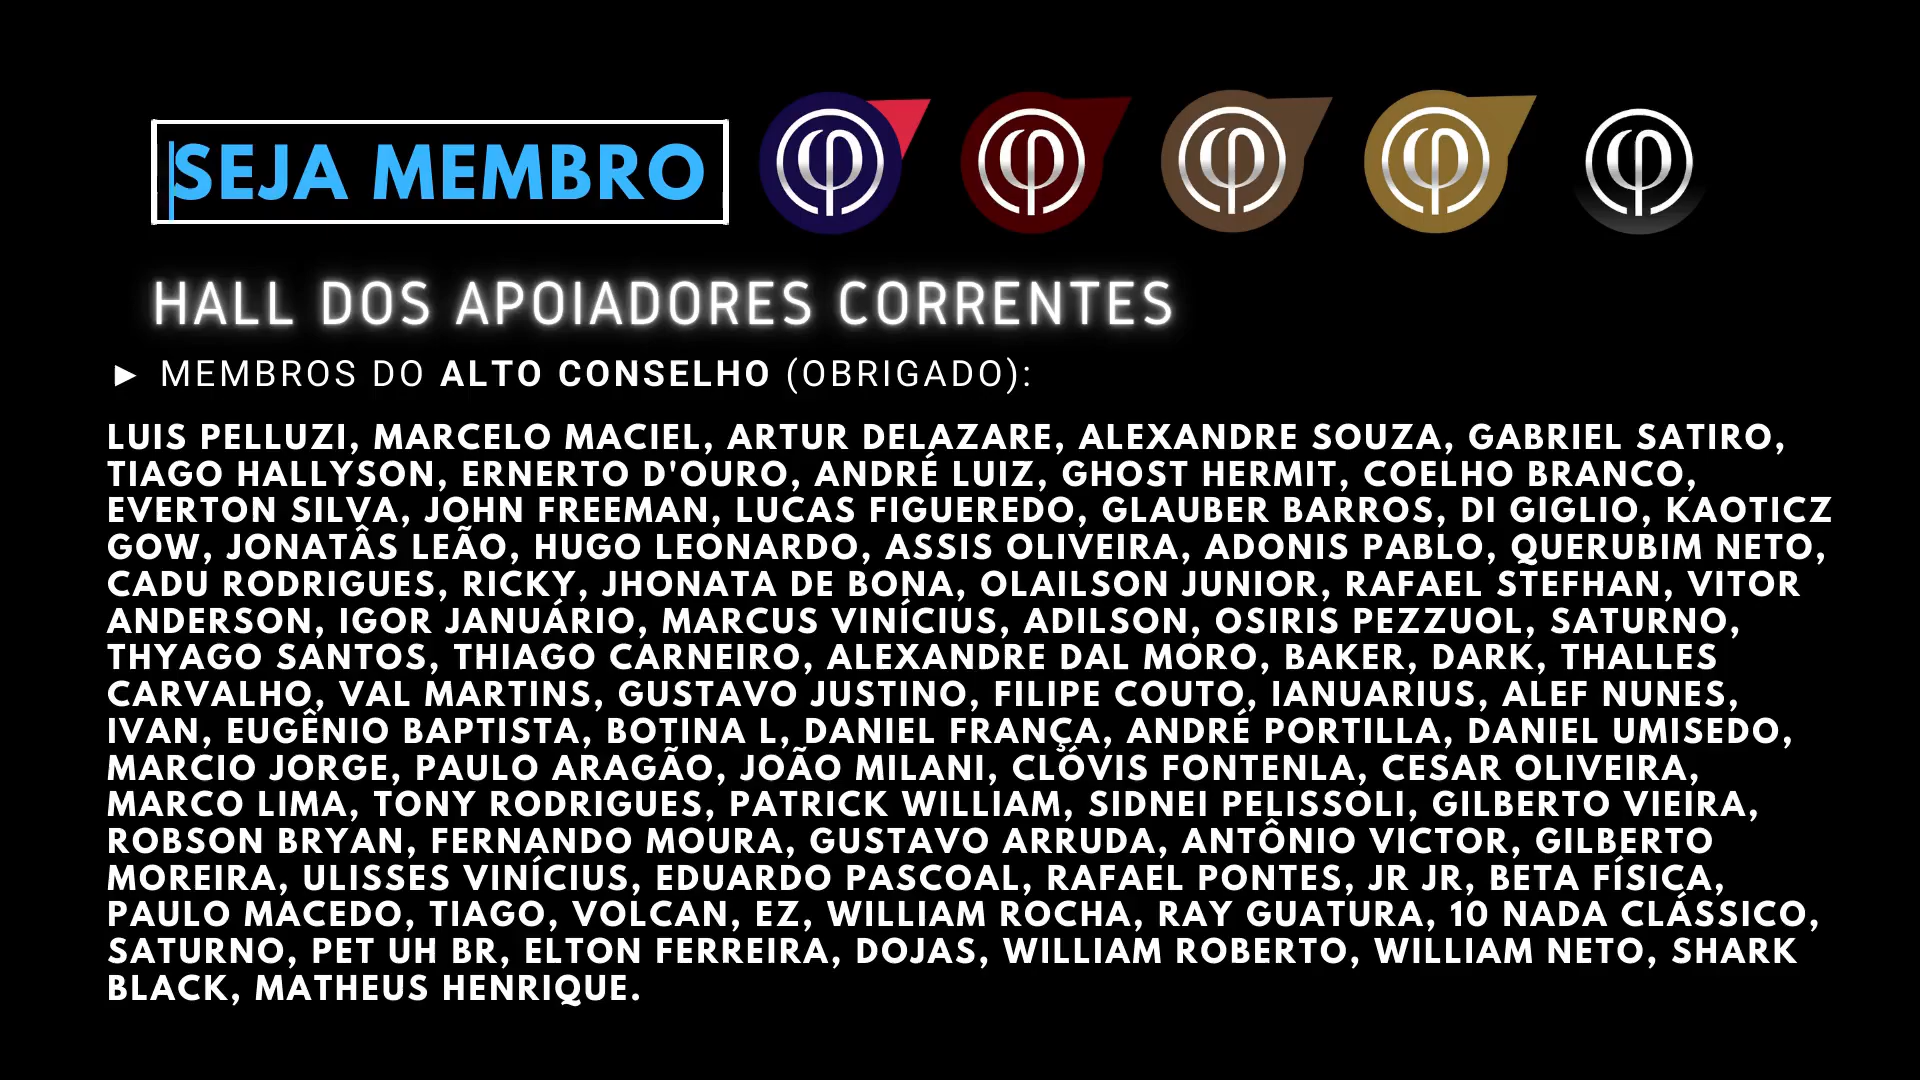 SEJA MEMBRO
HALL DOS APOIADORES CORRENTES
► MEMBROS DO ALTO CONSELHO (OBRIGADO):
LUIS PELLUZI, MARCELO MACIEL, ARTUR DELAZARE, ALEXANDRE SOUZA, GABRIEL SATIRO,
TIAGO HALLYSON, ERNERTO D'OURO, ANDRÉ LUIZ, GHOST HERMIT, COELHO BRANCO,
EVERTON SILVA, JOHN FREEMAN, LUCAS FIGUEREDO, GLAUBER BARROS, DI GIGLIO, KAOTICZ
GOW, JONATÂS LEÃO, HUGO LEONARDO, ASSIS OLIVEIRA, ADONIS PABLO, QUERUBIM NETO,
CADU RODRIGUES, RICKY, JHONATA DE BONA, OLAILSON JUNIOR, RAFAEL STEFHAN, VITOR
ANDERSON, IGOR JANUÁRIO, MARCUS VINÍCIUS, ADILSON, OSIRIS PEZZUOL, SATURNO,
THYAGO SANTOS, THIAGO CARNEIRO, ALEXANDRE DAL MORO, BAKER, DARK, THALLES
CARVALHO, VAL MARTINS, GUSTAVO JUSTINO, FILIPE COUTO, IANUARIUS, ALEF NUNES,
IVAN, EUGÊNIO BAPTISTA, BOTINA L, DANIEL FRANÇA, ANDRÉ PORTILLA, DANIEL UMISEDO,
MARCIO JORGE, PAULO ARAGÃO, JOÃO MILANI, CLÓVIS FONTENLA, CESAR OLIVEIRA,
MARCO LIMA, TONY RODRIGUES, PATRICK WILLIAM, SIDNEI PELISSOLI, GILBERTO VIEIRA,
ROBSON BRYAN, FERNANDO MOURA, GUSTAVO ARRUDA, ANTÔNIO VICTOR, GILBERTO
MOREIRA, ULISSES VINÍCIUS, EDUARDO PASCOAL, RAFAEL PONTES, JR JR, BETA FÍSICA,
PAULO MACEDO, TIAGO, VOLCAN, EZ, WILLIAM ROCHA, RAY GUATURA, 10 NADA CLÁSSICO,
SATURNO, PET UH BR, ELTON FERREIRA, DOJAS, WILLIAM ROBERTO, WILLIAM NETO, SHARK
BLACK, MATHEUS HENRIQUE.